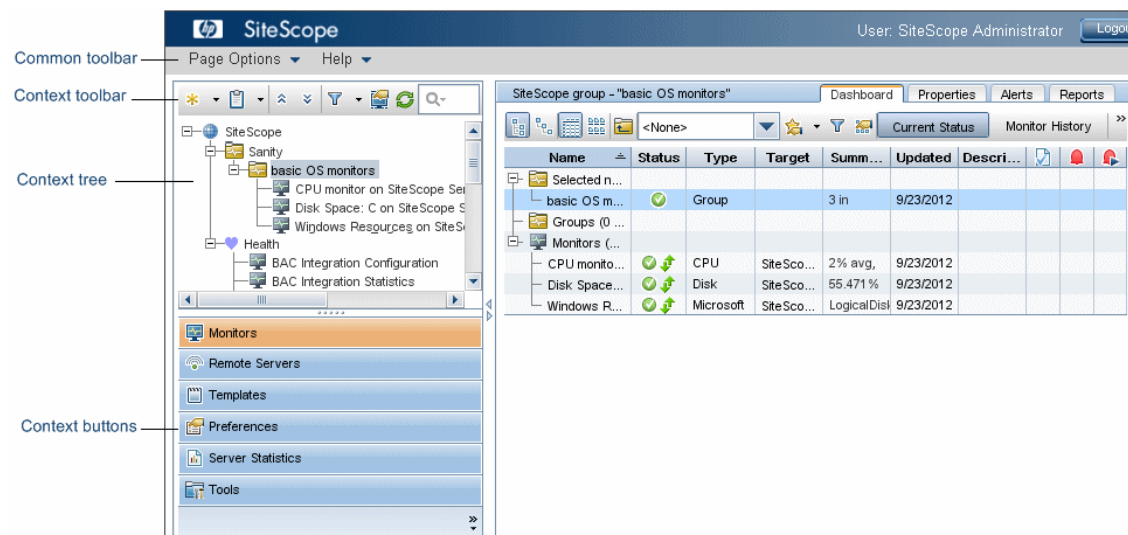 hp SiteScope
User: SiteScope Administrator Logou
Common toolbar
Page Options Help
Context toolbar
Context tree
Context buttons
SiteScope
Sanity
basic OS monitors
CPU monitor on SiteScope Ser
Disk Space: C on SiteScope S
Windows Resources on SiteS
Health
BAC Integration Configuration
BAC Integration Statistics
Monitors
Remote Servers
Templates
Preferences
Server Statistics
Tools
SiteScope group - "basic OS monitors" Dashboard Properties Alerts Reports
<None> Current Status Monitor History
Name Status Type Target Summ... Updated Descri...
Selected n...
basic OS m... Group 3 in 9/23/2012
Groups (0 ...
Monitors (...
CPU monito... CPU SiteSco... 2% avg, 9/23/2012
Disk Space... Disk SiteSco... 55.471% 9/23/2012
Windows R... Microsoft SiteSco... LogicalDisk 9/23/2012